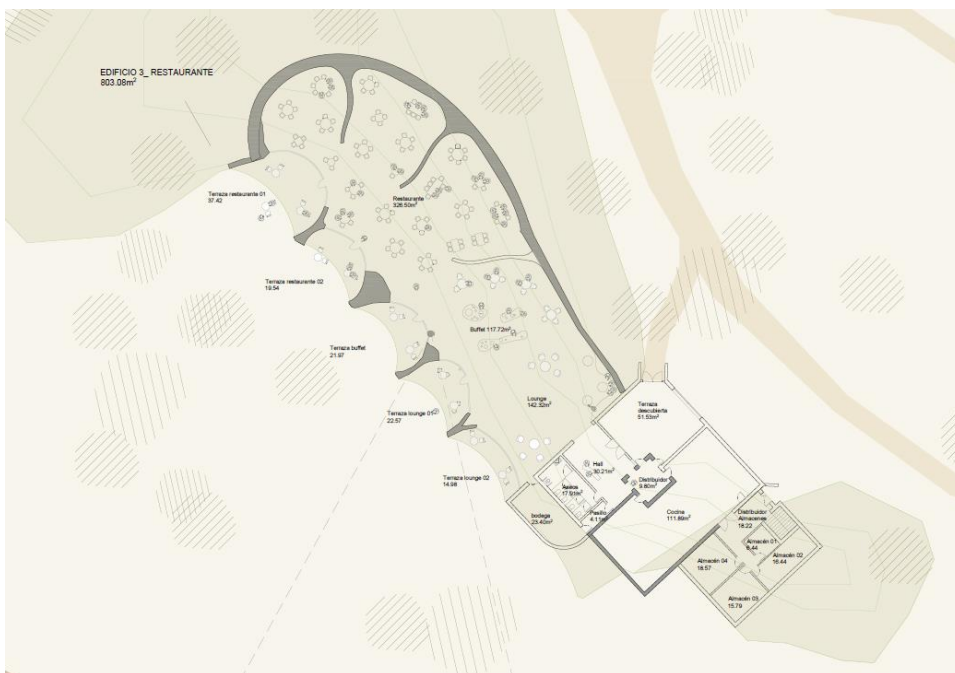 EDIFICIO 3_ RESTAURANTE
803.08m²
Terraza restaurante 01
37.42
Restaurante
326.50m²
Terraza restaurante 02
19.54
Buffet 117.72m²
Terraza buffet
21.97
Lounge
142.32m²
Terraza
descubierta
51.53m²
Terraza lounge 01
22.57
Hall
30.21m²
Terraza lounge 02
14.98
Aseos
17.91m²
Distribuidor
9.80m²
bodega
23.40m²
Pasillo
4.11m²
Cocina
111.89m²
Distribuidor
Almacenes
18.22
Almacén 01
6.44
Almacén 02
16.44
Almacén 04
16.57
Almacén 03
15.79